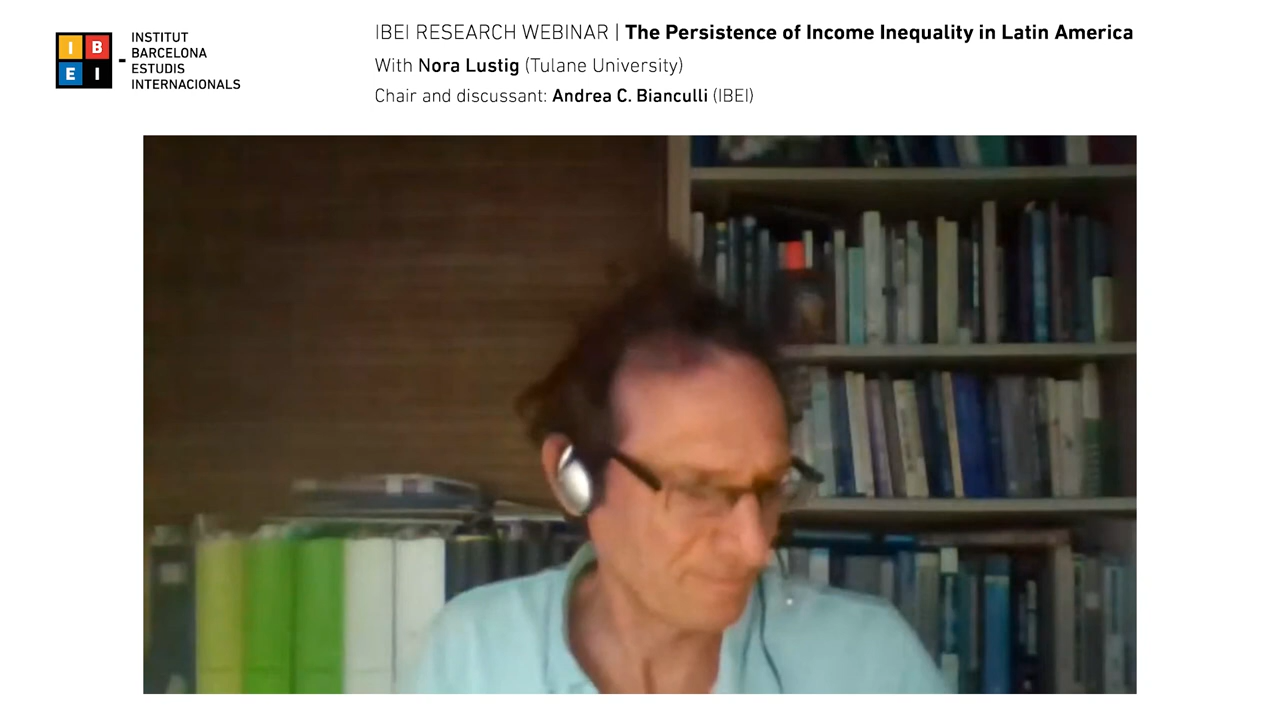 I B
E I
INSTITUT
BARCELONA
ESTUDIS
INTERNACIONALS
IBEI RESEARCH WEBINAR | The Persistence of Income Inequality in Latin America
With Nora Lustig (Tulane University)
Chair and discussant: Andrea C. Bianculli (IBEI)